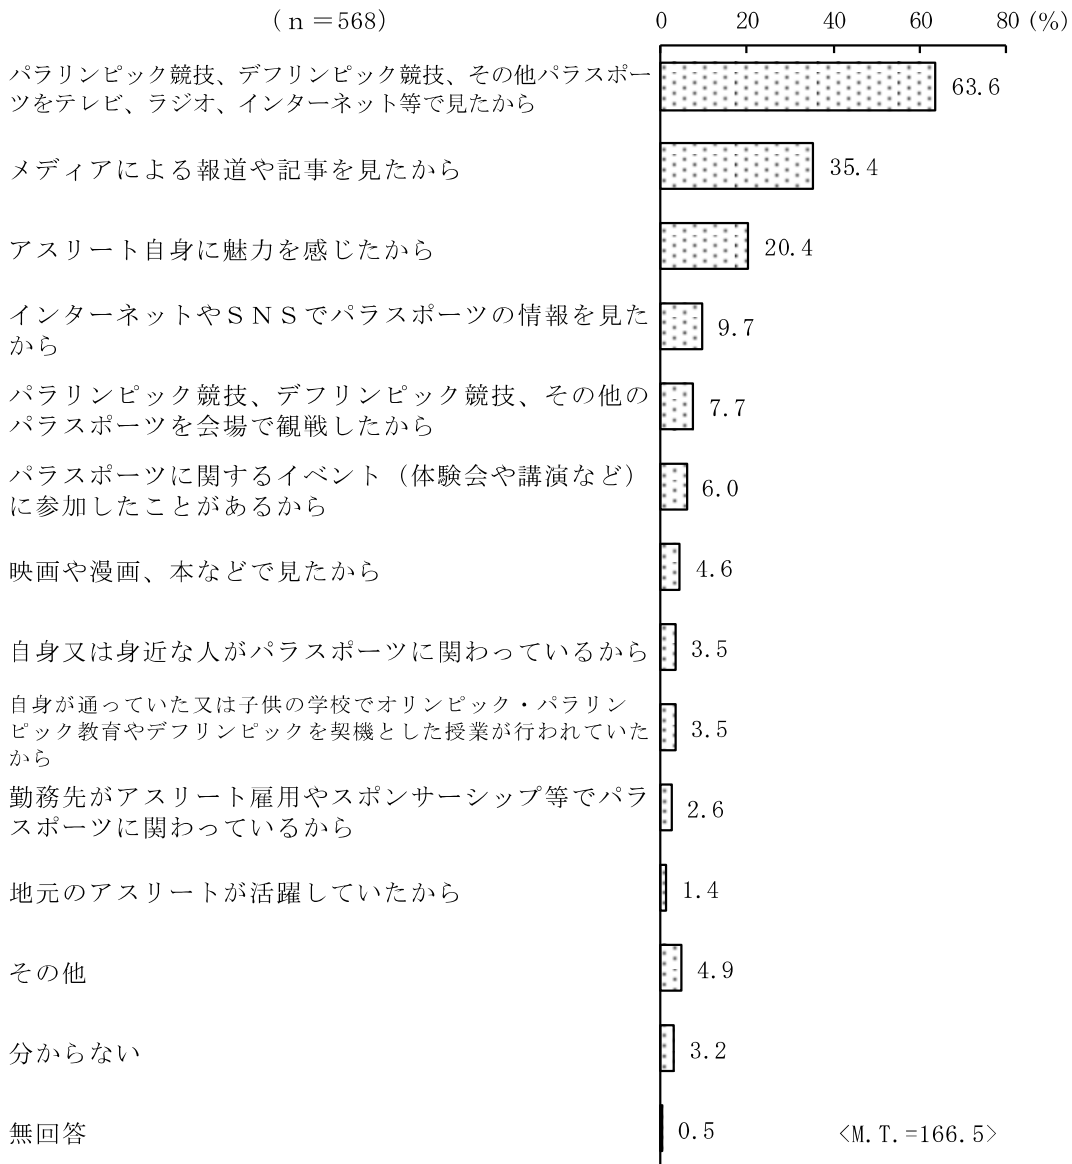 （ｎ＝568）
0 20 40 60 80 (%)
パラリンピック競技、デフリンピック競技、その他パラスポー
ツをテレビ、ラジオ、インターネット等で見たから
63.6
メディアによる報道や記事を見たから
35.4
アスリート自身に魅力を感じたから
20.4
インターネットやＳＮＳでパラスポーツの情報を見た
から
9.7
パラリンピック競技、デフリンピック競技、その他の
パラスポーツを会場で観戦したから
7.7
パラスポーツに関するイベント（体験会や講演など）
に参加したことがあるから
6.0
映画や漫画、本などで見たから
4.6
自身又は身近な人がパラスポーツに関わっているから
3.5
自身が通っていた又は子供の学校でオリンピック・パラリン
ピック教育やデフリンピックを契機とした授業が行われていた
から
3.5
勤務先がアスリート雇用やスポンサーシップ等でパラ
スポーツに関わっているから
2.6
地元のアスリートが活躍していたから
1.4
その他
4.9
分からない
3.2
無回答
0.5
<M.T.=166.5>